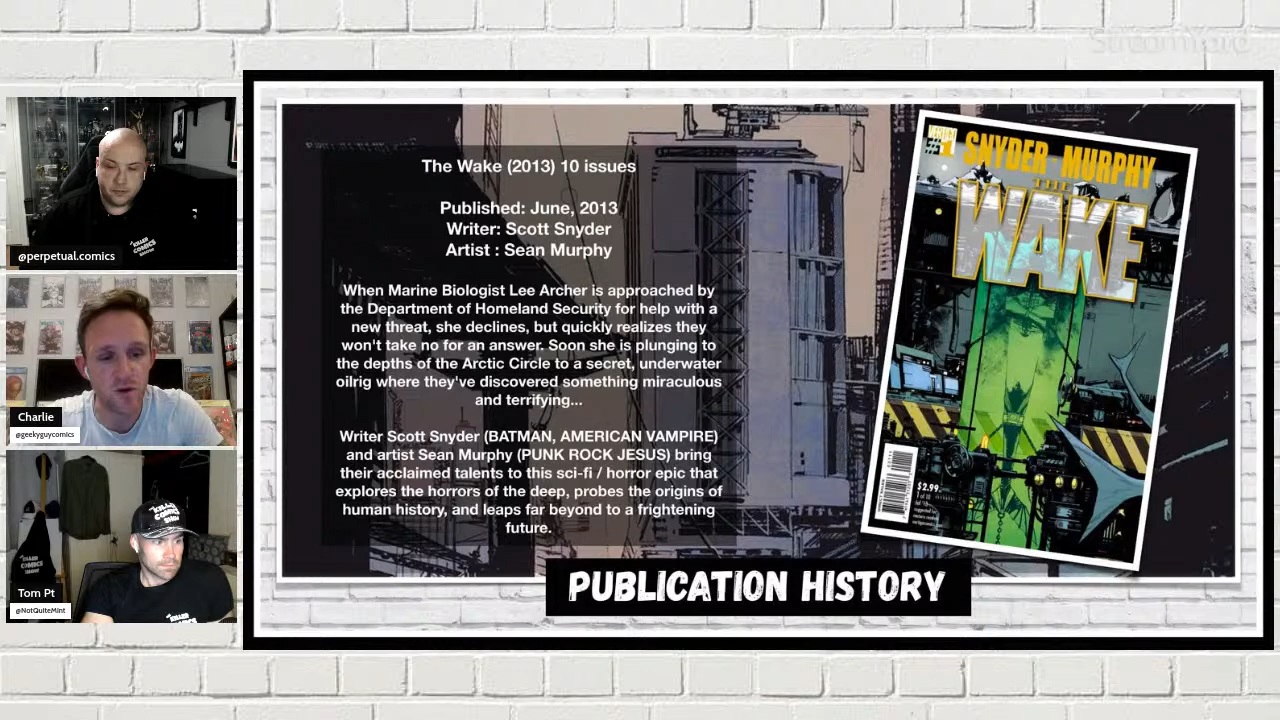 StreamYard
The Wake (2013) 10 issues
Published: June, 2013
Writer: Scott Snyder
Artist : Sean Murphy
When Marine Biologist Lee Archer is approached by
the Department of Homeland Security for help with a
new threat, she declines, but quickly realizes they
won't take no for an answer. Soon she is plunging to
the depths of the Arctic Circle to a secret, underwater
oilrig where they've discovered something miraculous
and terrifying...
Writer Scott Snyder (BATMAN, AMERICAN VAMPIRE)
and artist Sean Murphy (PUNK ROCK JESUS) bring
their acclaimed talents to this sci-fi / horror epic that
explores the horrors of the deep, probes the origins of
human history, and leaps far beyond to a frightening
future.
VERTIGO
#1
SNYDER · MURPHY
THE
WAKE
$2.99
PUBLICATION HISTORY
KILLER
COMICS
@perpetual.comics
Charlie
@geekyguycomics
KILLER
COMICS
Tom Pt
@NotQuiteMint